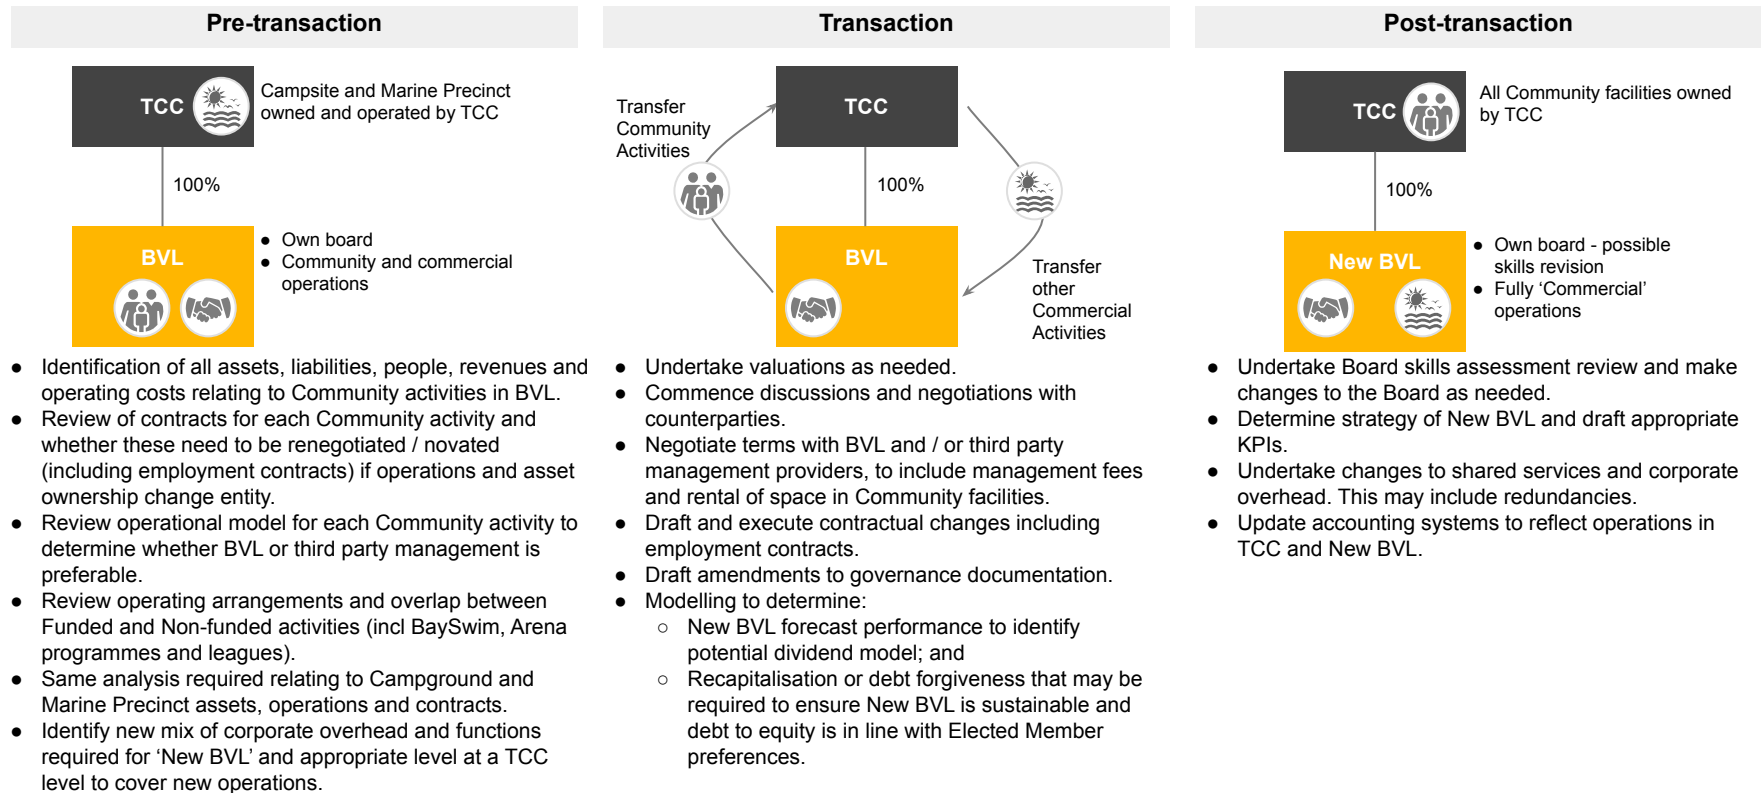 Pre-transaction
TCC
Campsite and Marine Precinct
owned and operated by TCC
100%
BVL
● Own board
● Community and commercial
operations
● Identification of all assets, liabilities, people, revenues and
operating costs relating to Community activities in BVL.
● Review of contracts for each Community activity and
whether these need to be renegotiated / novated
(including employment contracts) if operations and asset
ownership change entity.
● Review operational model for each Community activity to
determine whether BVL or third party management is
preferable.
● Review operating arrangements and overlap between
Funded and Non-funded activities (incl BaySwim, Arena
programmes and leagues).
● Same analysis required relating to Campground and
Marine Precinct assets, operations and contracts.
● Identify new mix of corporate overhead and functions
required for ‘New BVL’ and appropriate level at a TCC
level to cover new operations.
Transaction
Transfer
Community
Activities
TCC
100%
BVL
Transfer
other
Commercial
Activities
● Undertake valuations as needed.
● Commence discussions and negotiations with
counterparties.
● Negotiate terms with BVL and / or third party
management providers, to include management fees
and rental of space in Community facilities.
● Draft and execute contractual changes including
employment contracts.
● Draft amendments to governance documentation.
● Modelling to determine:
○ New BVL forecast performance to identify
potential dividend model; and
○ Recapitalisation or debt forgiveness that may be
required to ensure New BVL is sustainable and
debt to equity is in line with Elected Member
preferences.
Post-transaction
TCC
All Community facilities owned
by TCC
100%
New BVL
● Own board - possible
skills revision
● Fully ‘Commercial’
operations
● Undertake Board skills assessment review and make
changes to the Board as needed.
● Determine strategy of New BVL and draft appropriate
KPIs.
● Undertake changes to shared services and corporate
overhead. This may include redundancies.
● Update accounting systems to reflect operations in
TCC and New BVL.